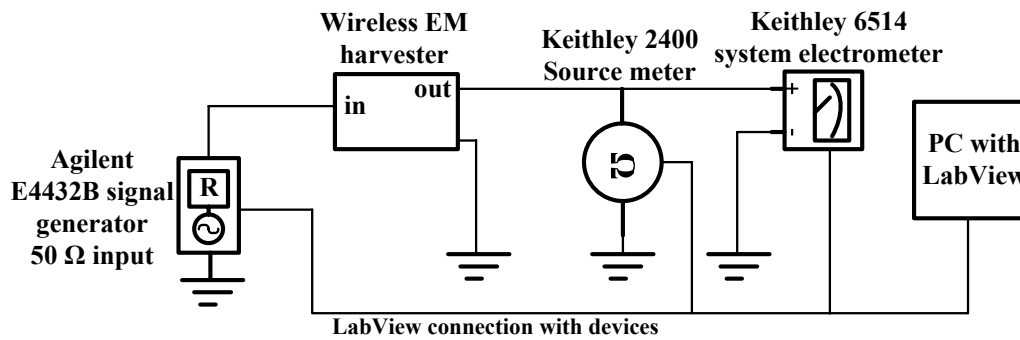 Wireless EM
harvester
in
out
Keithley 2400
Source meter
Ω
Keithley 6514
system electrometer
+
-
PC with
LabView
Agilent
E4432B signal
generator
50 Ω input
R
LabView connection with devices